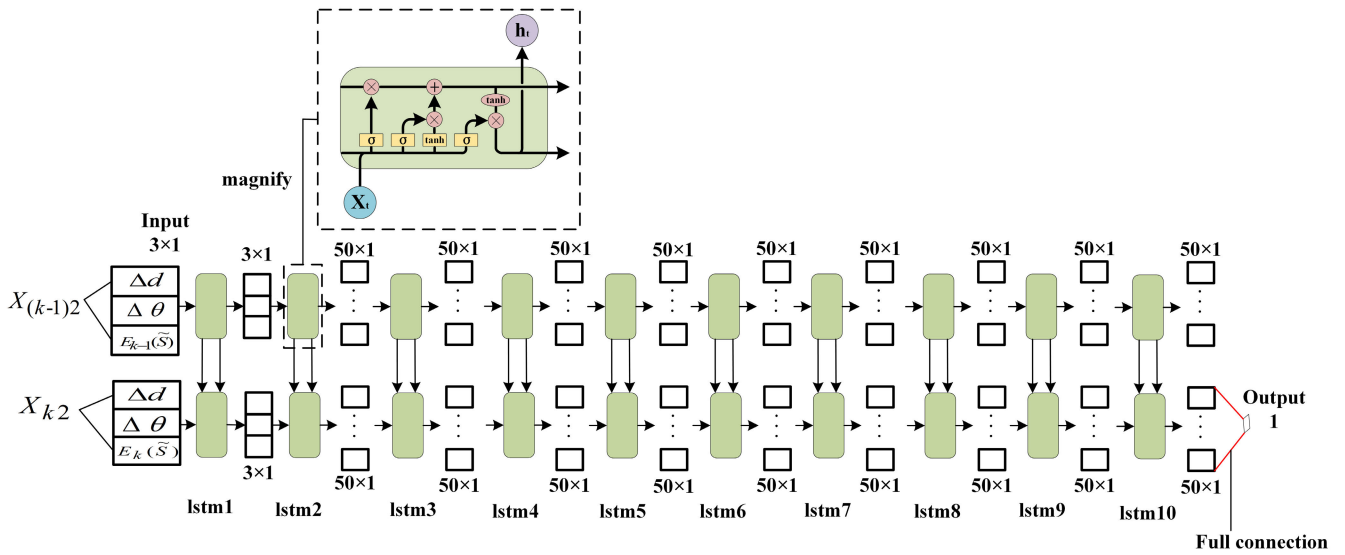 hₜ
× +
tanh
×
×
σ σ tanh σ
Xₜ
magnify
Input
3×1
3×1 50×1 50×1 50×1 50×1 50×1 50×1 50×1 50×1 50×1
X(k-1)2
Δd
Δ θ
Eₖ₋₁(S̃)
X k 2
Δd
Δ θ
Eₖ(S̃)
3×1 50×1 50×1 50×1 50×1 50×1 50×1 50×1 50×1 50×1
Output
1
lstm1 lstm2 lstm3 lstm4 lstm5 lstm6 lstm7 lstm8 lstm9 lstm10
Full connection